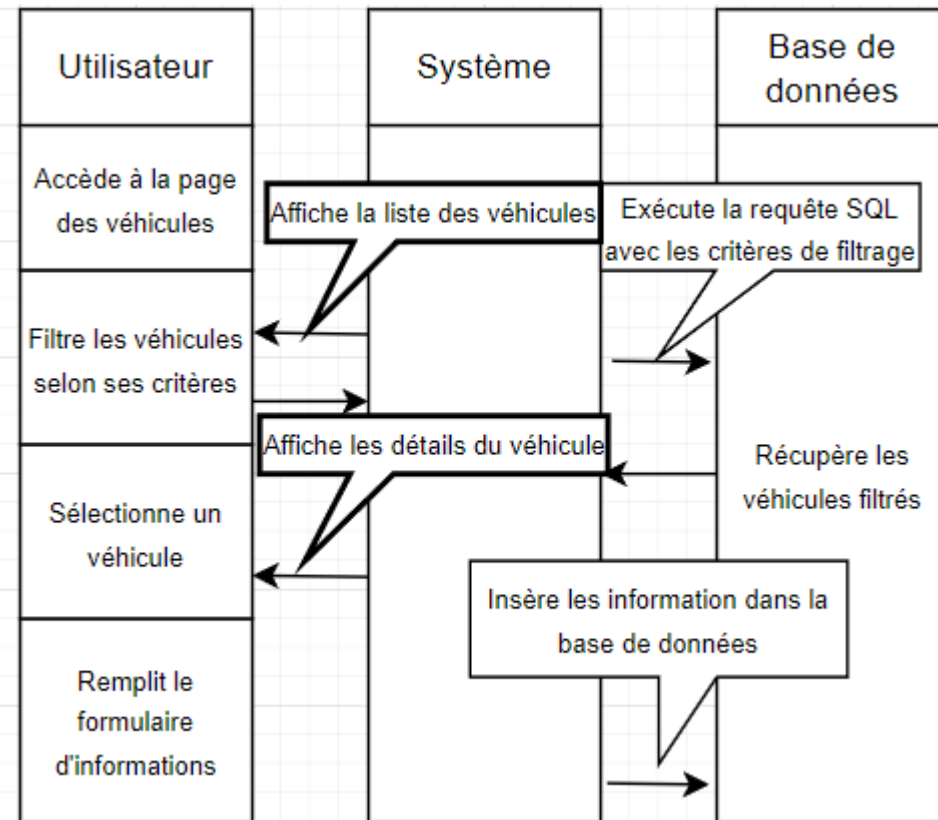 Utilisateur
Système
Base de
données
Accède à la page
des véhicules
Affiche la liste des véhicules
Exécute la requête SQL
avec les critères de filtrage
Filtre les véhicules
selon ses critères
Affiche les détails du véhicule
Récupère les
véhicules filtrés
Sélectionne un
véhicule
Insère les information dans la
base de données
Remplit le
formulaire
d'informations